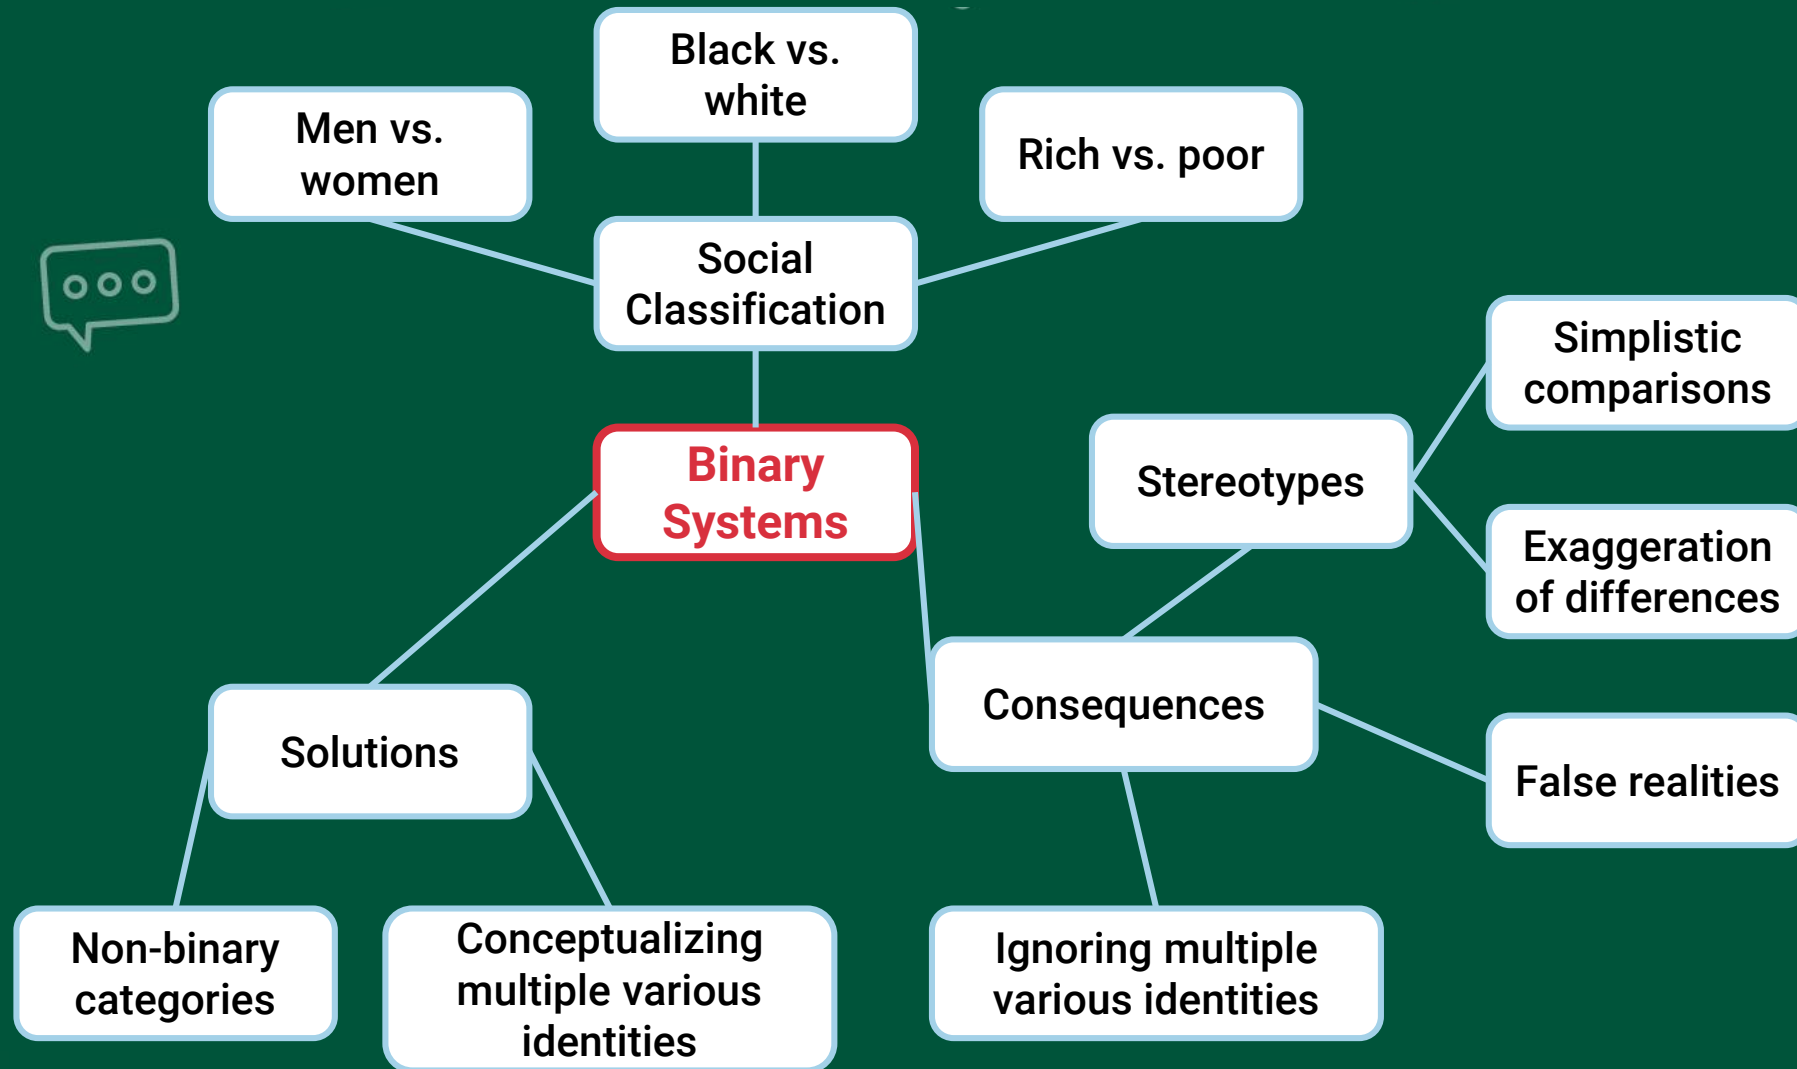 Black vs.
white
Men vs.
women
Rich vs. poor
Social
Classification
Simplistic
comparisons
Binary
Systems
Stereotypes
Exaggeration
of differences
Consequences
Solutions
False realities
Non-binary
categories
Conceptualizing
multiple various
identities
Ignoring multiple
various identities